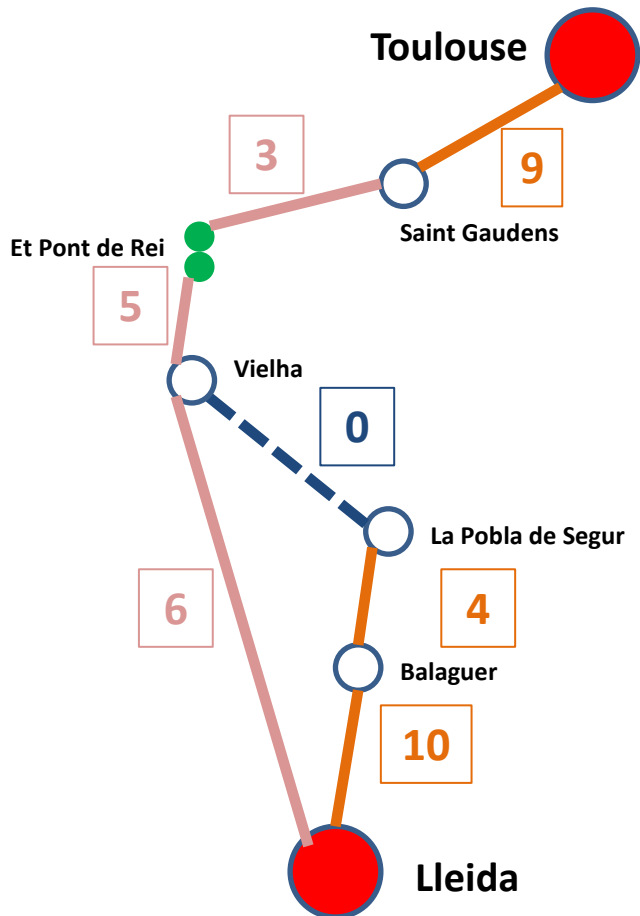 Toulouse
3
9
Saint Gaudens
Et Pont de Rei
5
Vielha
0
La Pobla de Segur
6
4
Balaguer
10
Lleida